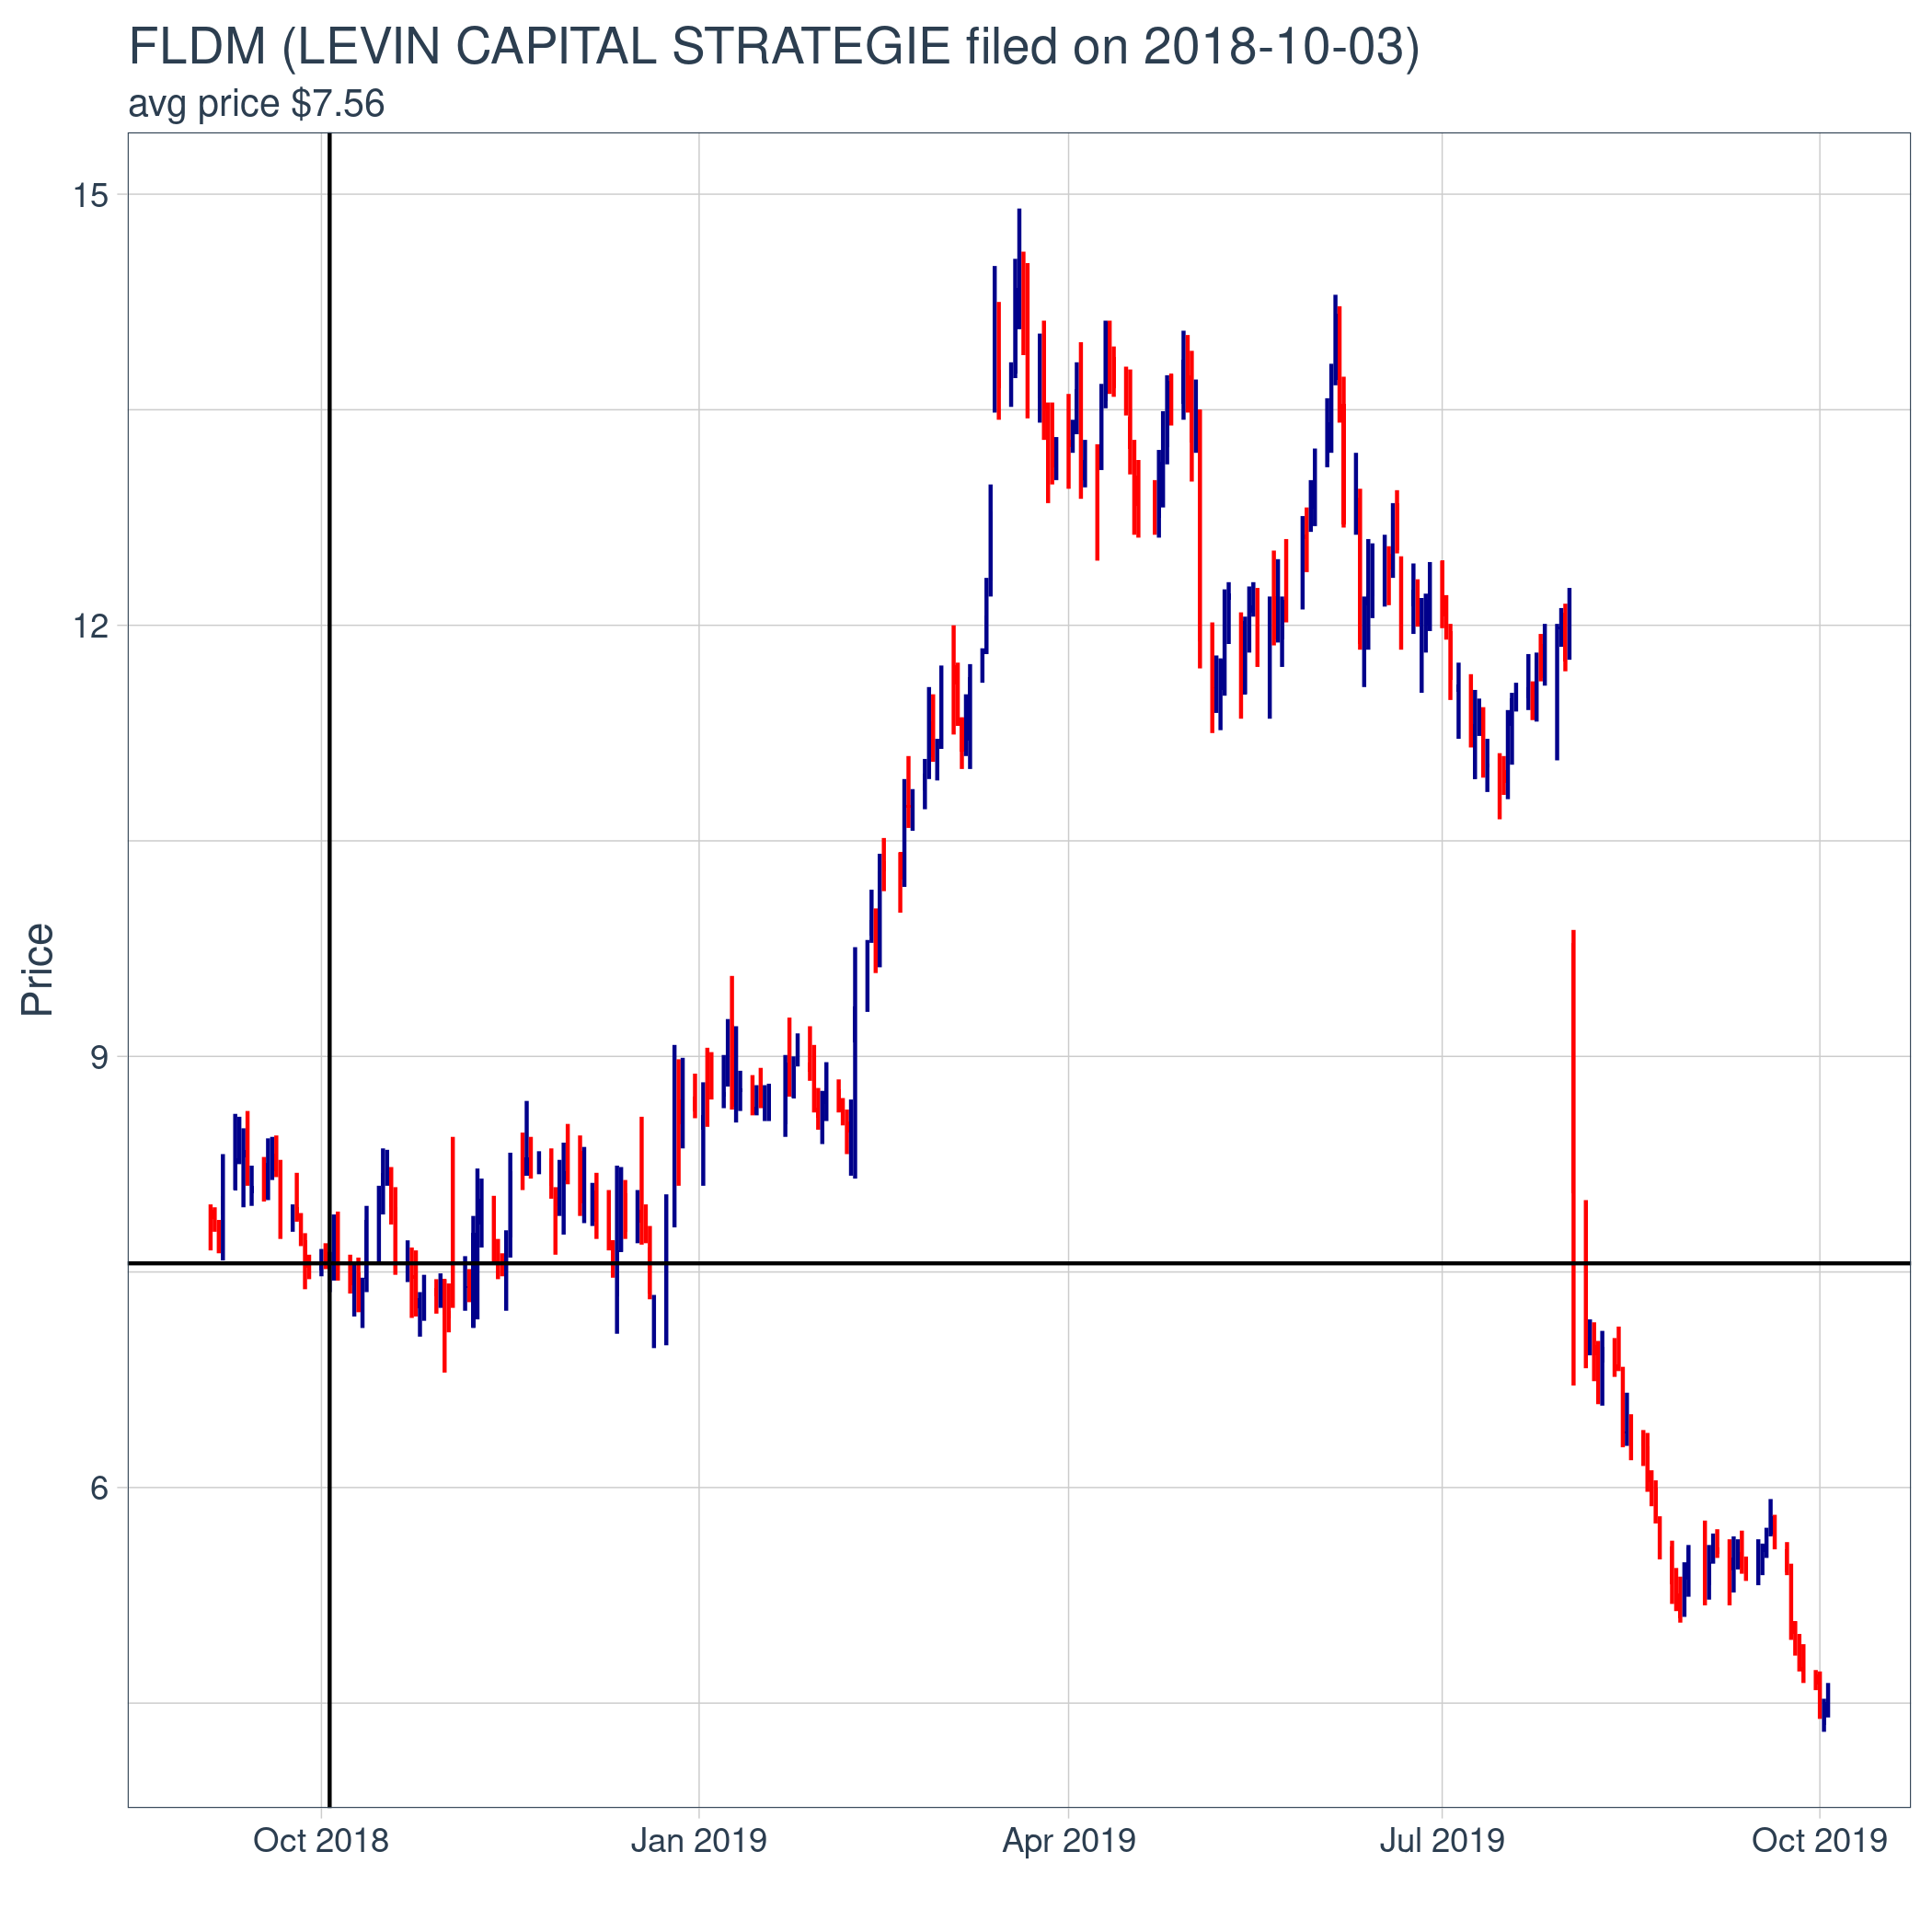 FLDM (LEVIN CAPITAL STRATEGIE filed on 2018-10-03)
avg price $7.56
15
12
9
6
Price
Oct 2018
Jan 2019
Apr 2019
Jul 2019
Oct 2019